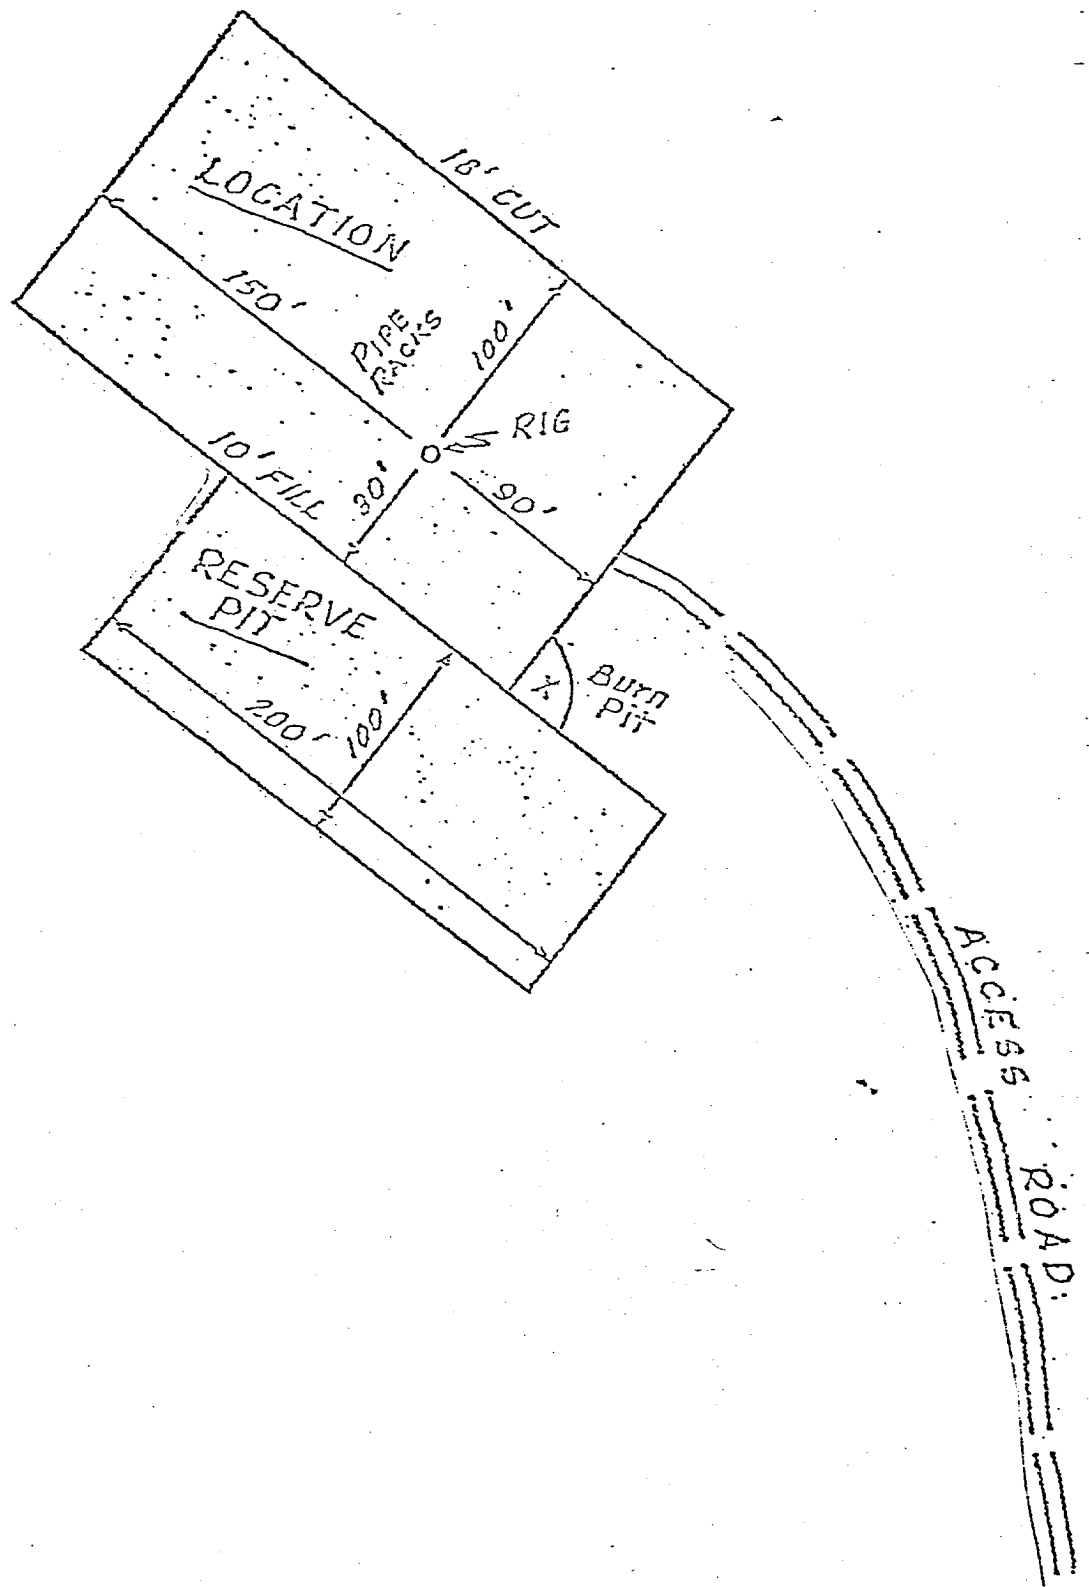 18' CUT
LOCATION
150'
PIPE
RACKS
100'
RIG
10' FILL
30'
90'
RESERVE
PIT
200'
100'
X
Burn
PIT
ACCESS ROAD